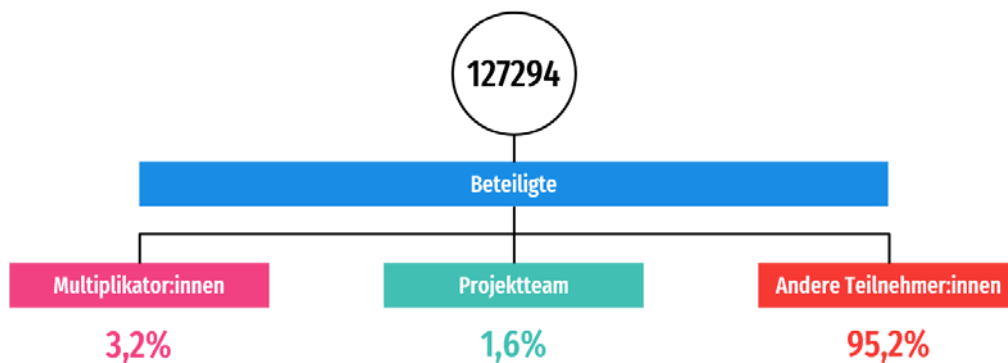 127294
Beteiligte
Multiplikator:innen
Projektteam
Andere Teilnehmer:innen
3,2%
1,6%
95,2%